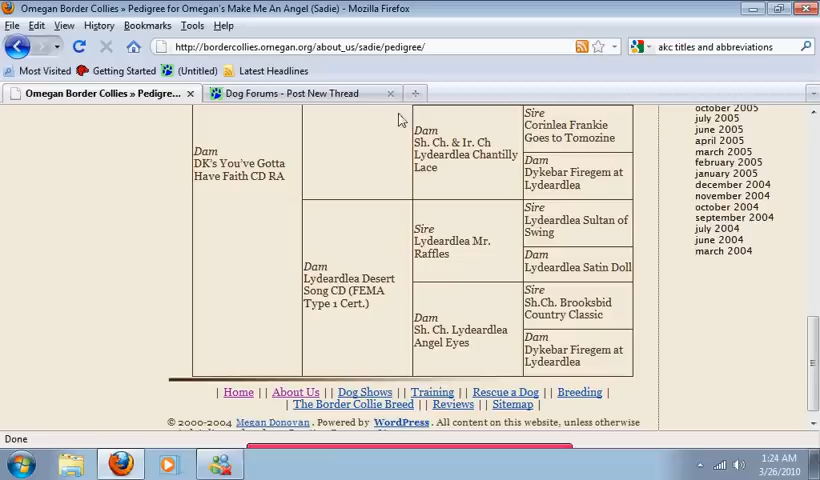 Omegan Border Collies » Pedigree for Omegan's Make Me An Angel (Sadie) - Mozilla Firefox
File Edit View History Bookmarks Tools Help
http://bordercollies.omegan.org/about_us/sadie/pedigree/
akc titles and abbreviations
Most Visited Getting Started (Untitled) Latest Headlines
Omegan Border Collies » Pedigree...
Dog Forums - Post New Thread
Dam
DK's You've Gotta
Have Faith CD RA
Dam
Lydeardlea Desert
Song CD (FEMA
Type 1 Cert.)
Dam
Sh. Ch. & Ir. Ch
Lydeardlea Chantilly
Lace
Sire
Lydeardlea Mr.
Raffles
Dam
Sh. Ch. Lydeardlea
Angel Eyes
Sire
Corinlea Frankie
Goes to Tomozine
Dam
Dykebar Firegem at
Lydeardlea
Sire
Lydeardlea Sultan of
Swing
Dam
Lydeardlea Satin Doll
Sire
Sh.Ch. Brooksbid
Country Classic
Dam
Dykebar Firegem at
Lydeardlea
october 2005
july 2005
june 2005
april 2005
march 2005
february 2005
january 2005
december 2004
november 2004
october 2004
september 2004
july 2004
june 2004
march 2004
| Home | | About Us | | Dog Shows | | Training | | Rescue a Dog | | Breeding |
| The Border Collie Breed | | Reviews | | Sitemap |
© 2000-2004 Megan Donovan. Powered by WordPress. All content on this website, unless otherwise
Done
1:24 AM
3/26/2010